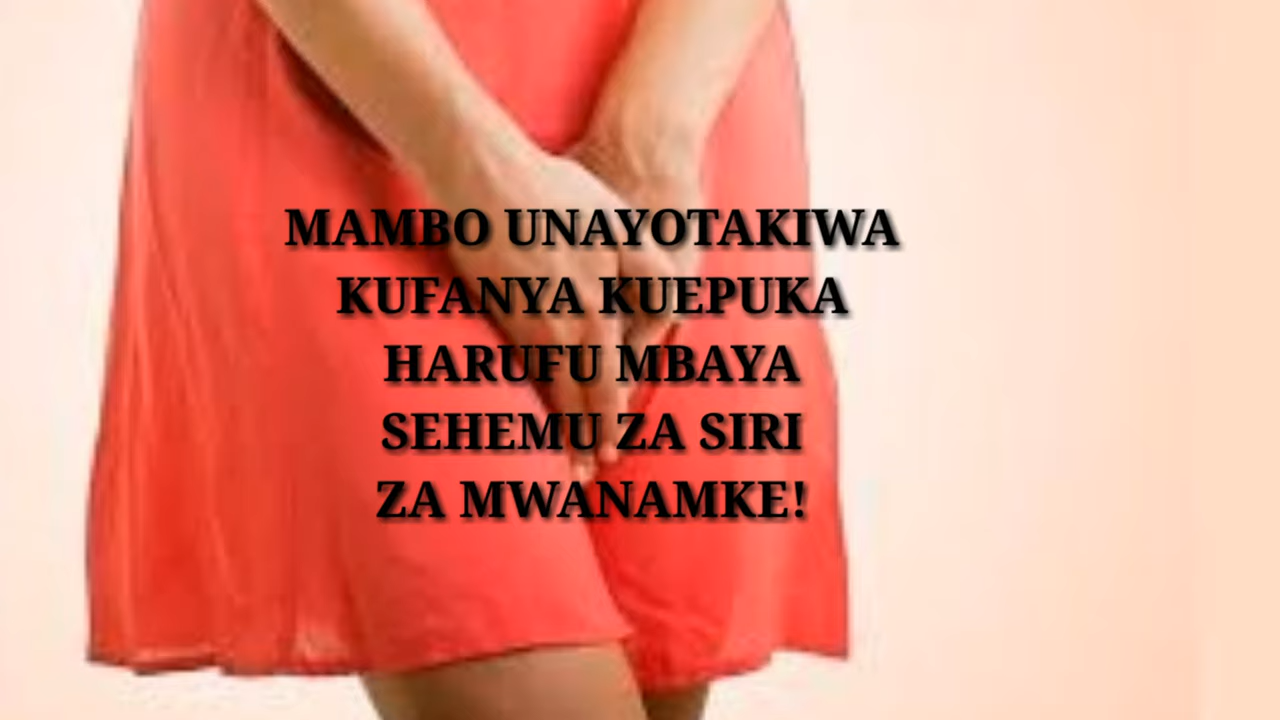 MAMBO UNAYOTAKIWA
KUFANYA KUEPUKA
HARUFU MBAYA
SEHEMU ZA SIRI
ZA MWANAMKE!